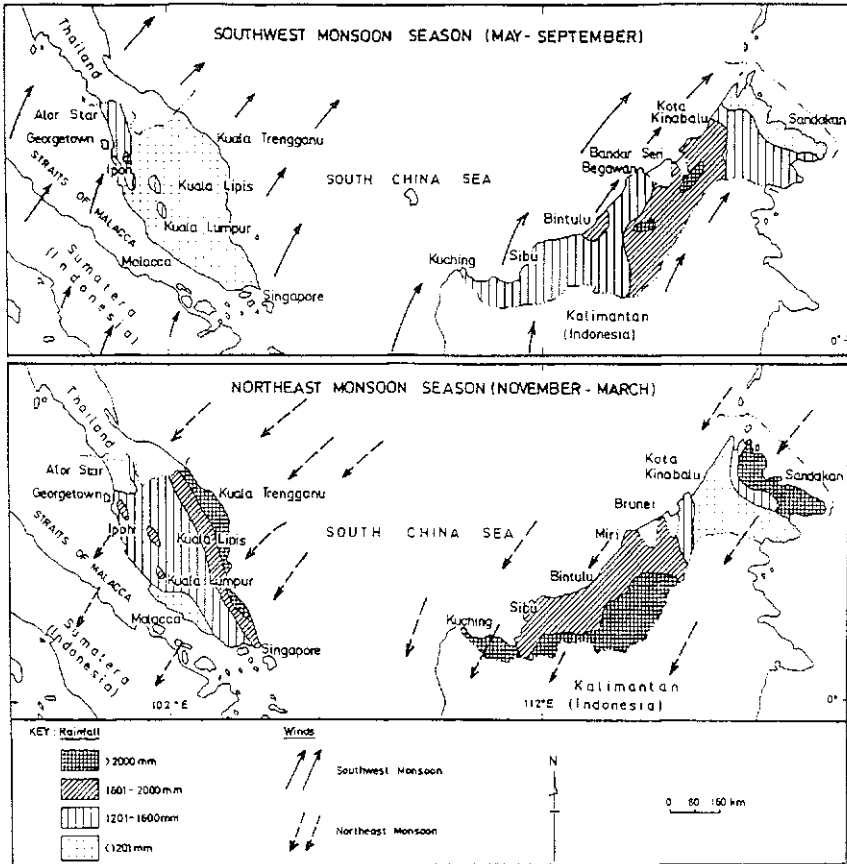 SOUTHWEST MONSOON SEASON (MAY-SEPTEMBER)
Thailand
Alor Star
Georgetown
Ipoh
Kuala Trengganu
Kuala Lipis
Kuala Lumpur
STRAITS OF MALACCA
Malacca
Sumatera
(Indonesia)
Singapore
SOUTH CHINA SEA
Kota
Kinabalu
Sandakan
Bandar Seri
Begawan
Bintulu
Sibu
Kuching
Kalimantan
(Indonesia)
0°
NORTHEAST MONSOON SEASON (NOVEMBER - MARCH)
Thailand
Alor Star
Georgetown
Ipoh
Kuala Trengganu
Kuala Lipis
Kuala Lumpur
STRAITS OF MALACCA
Malacca
Sumatera
(Indonesia)
Singapore
SOUTH CHINA SEA
Kota
Kinabalu
Sandakan
Brunei
Miri
Bintulu
Sibu
Kuching
Kalimantan
(Indonesia)
102°E
112°E
0°
KEY: Rainfall
>2000 mm
1601-2000mm
1201-1600mm
<1201 mm
Winds
Southwest Monsoon
Northeast Monsoon
N
0 80 160 km